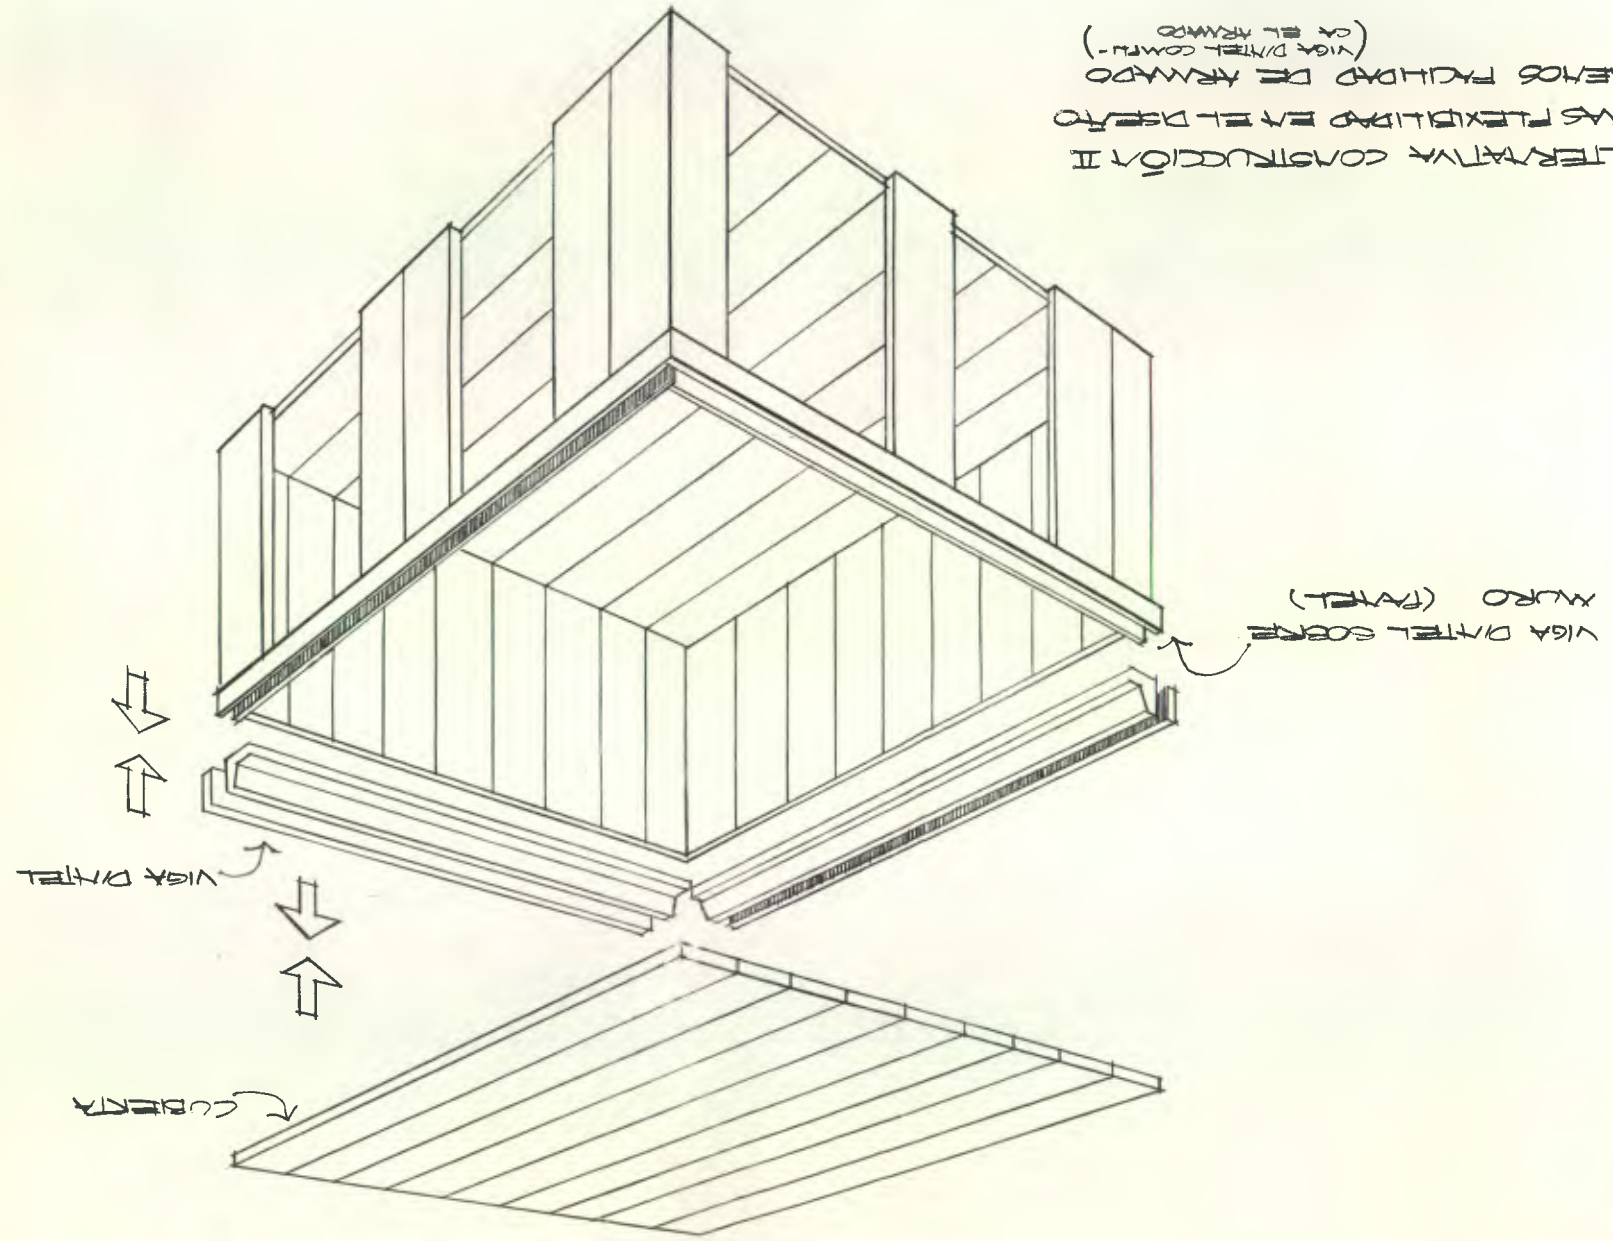 CUBIERTA
VIGA DINTEL
VIGA DINTEL SOBRE
MURO (PANEL)
LTERNATIVA CONSTRUCCIÓN II
AS FLEXIBILIDAD EN EL DISEÑO
ENOS FACILIDAD DE ARMADO
(VIGA DINTEL COMPLI-
CA EL ARMADO)